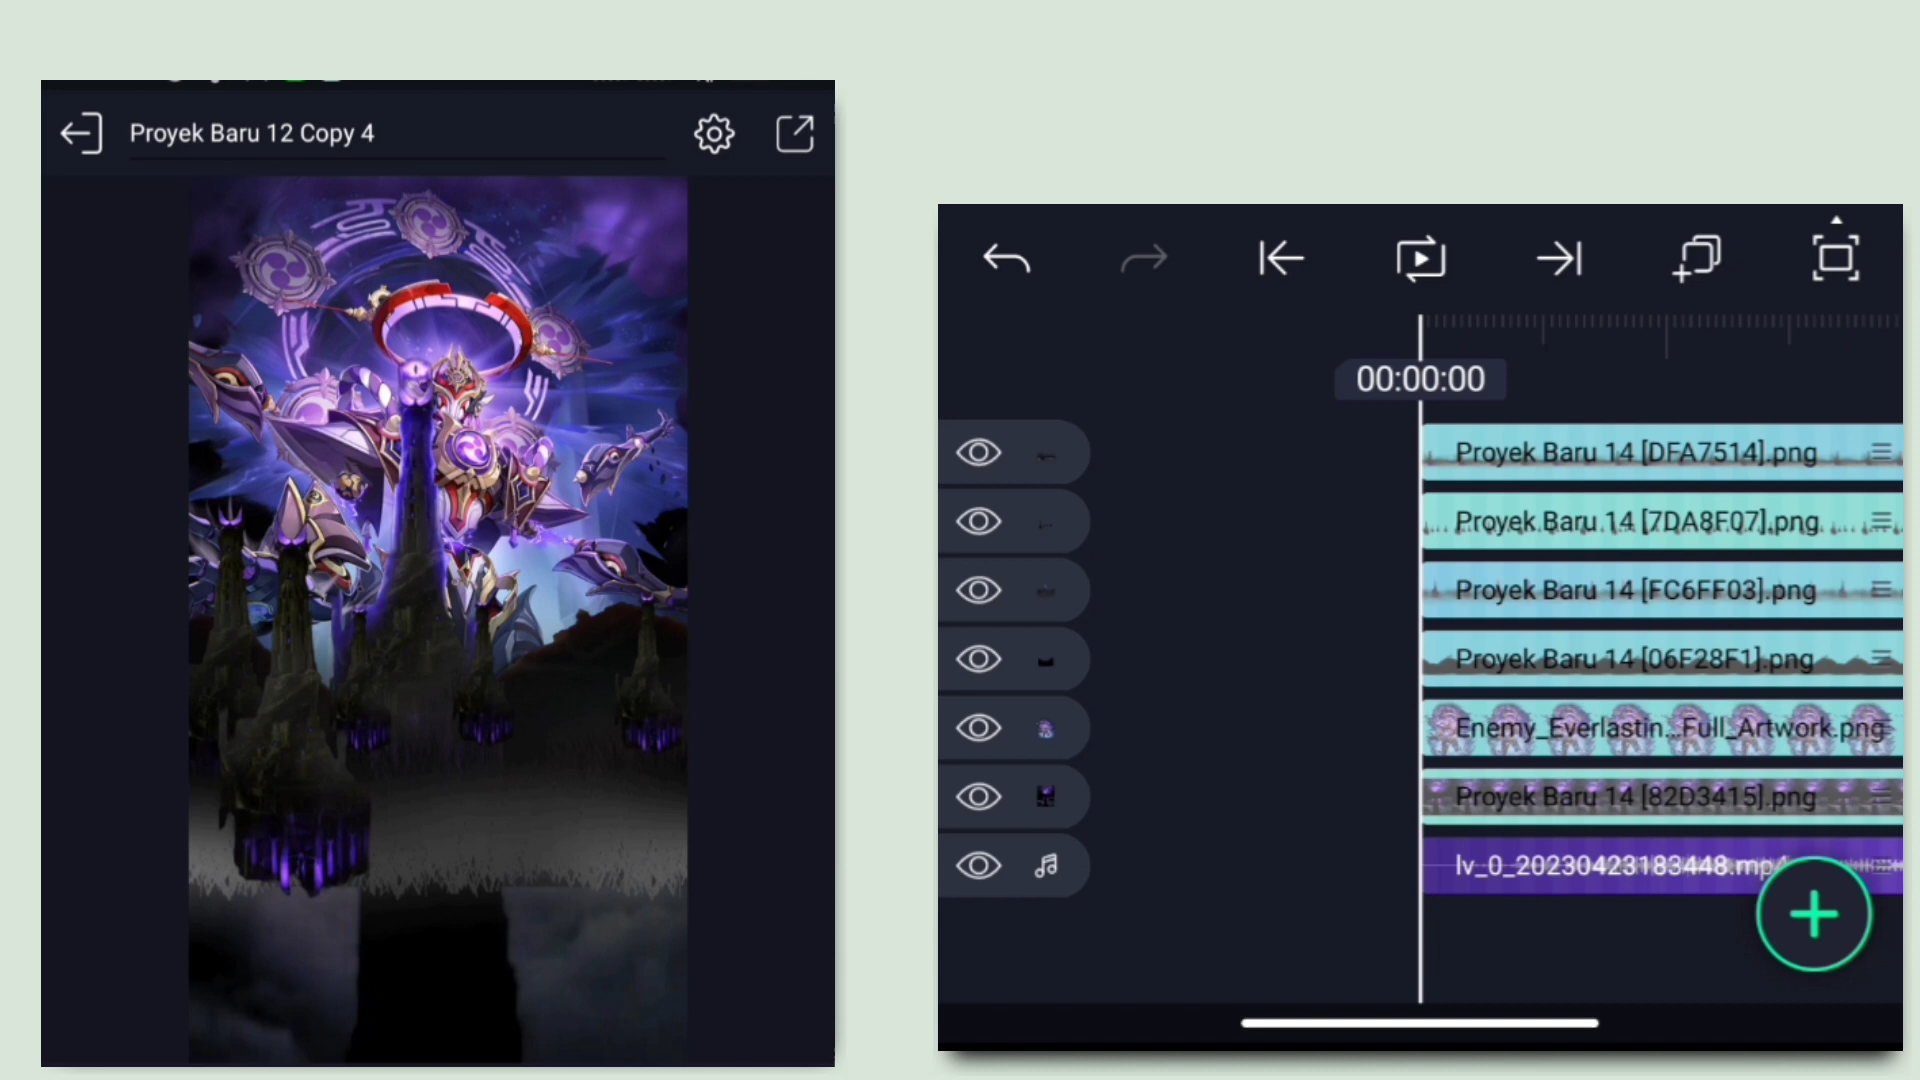 Proyek Baru 12 Copy 4
00:00:00
Proyek Baru 14 [DFA7514].png
Proyek Baru 14 [7DA8F07].png
Proyek Baru 14 [FC6FF03].png
Proyek Baru 14 [06F28F1].png
Enemy_Everlastin...Full_Artwork.png
Proyek Baru 14 [82D3415].png
lv_0_20230423183448.mp4